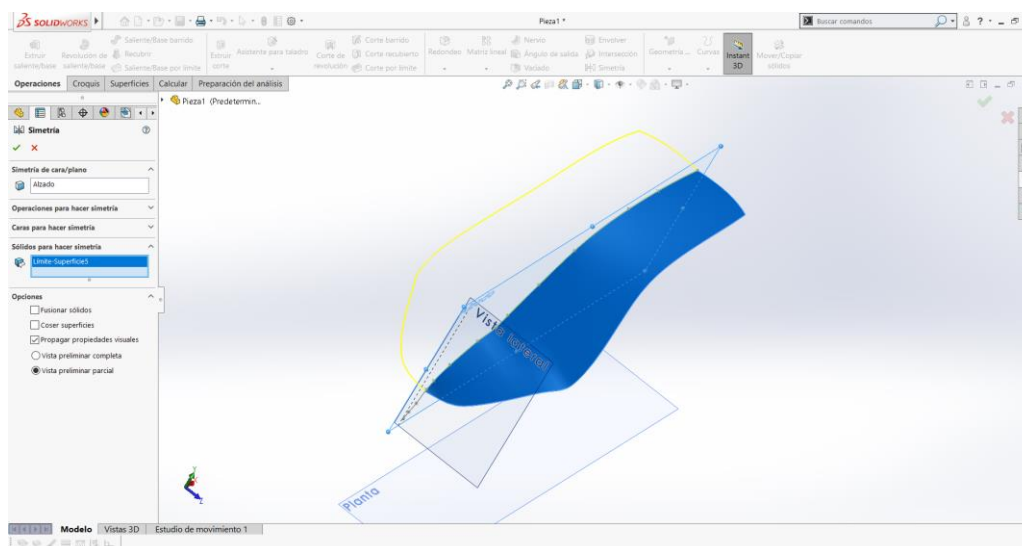 SOLIDWORKS
Pieza1 *
Buscar comandos
Extruir saliente/base
Revolución de saliente/base
Saliente/Base barrido
Recubrir
Saliente/Base por límite
Extruir corte
Asistente para taladro
Corte de revolución
Corte barrido
Corte recubierto
Corte por límite
Redondeo
Matriz lineal
Nervio
Ángulo de salida
Vaciado
Envolver
Intersección
Simetría
Geometría ...
Curvas
Instant 3D
Mover/Copiar sólidos
Operaciones
Croquis
Superficies
Calcular
Preparación del análisis
Pieza1 (Predetermin...
Simetría
Simetría de cara/plano
Alzado
Operaciones para hacer simetría
Caras para hacer simetría
Sólidos para hacer simetría
Límite-Superficie5
Opciones
Fusionar sólidos
Coser superficies
Propagar propiedades visuales
Vista preliminar completa
Vista preliminar parcial
Vista lateral
Planta
Y
Z
Modelo
Vistas 3D
Estudio de movimiento 1